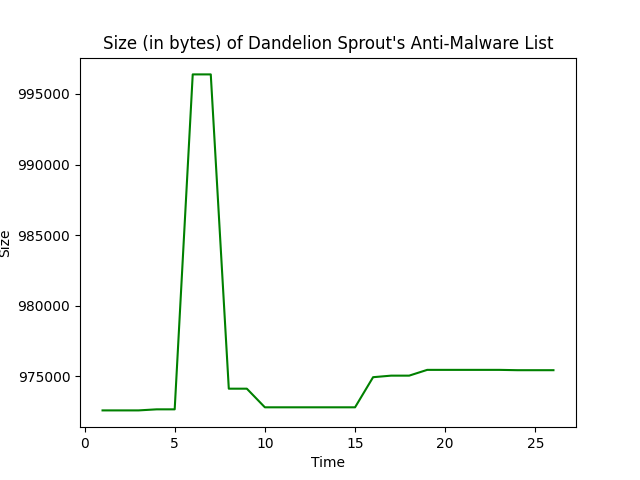 Size (in bytes) of Dandelion Sprout's Anti-Malware List
995000
990000
985000
980000
975000
Size
0 5 10 15 20 25
Time